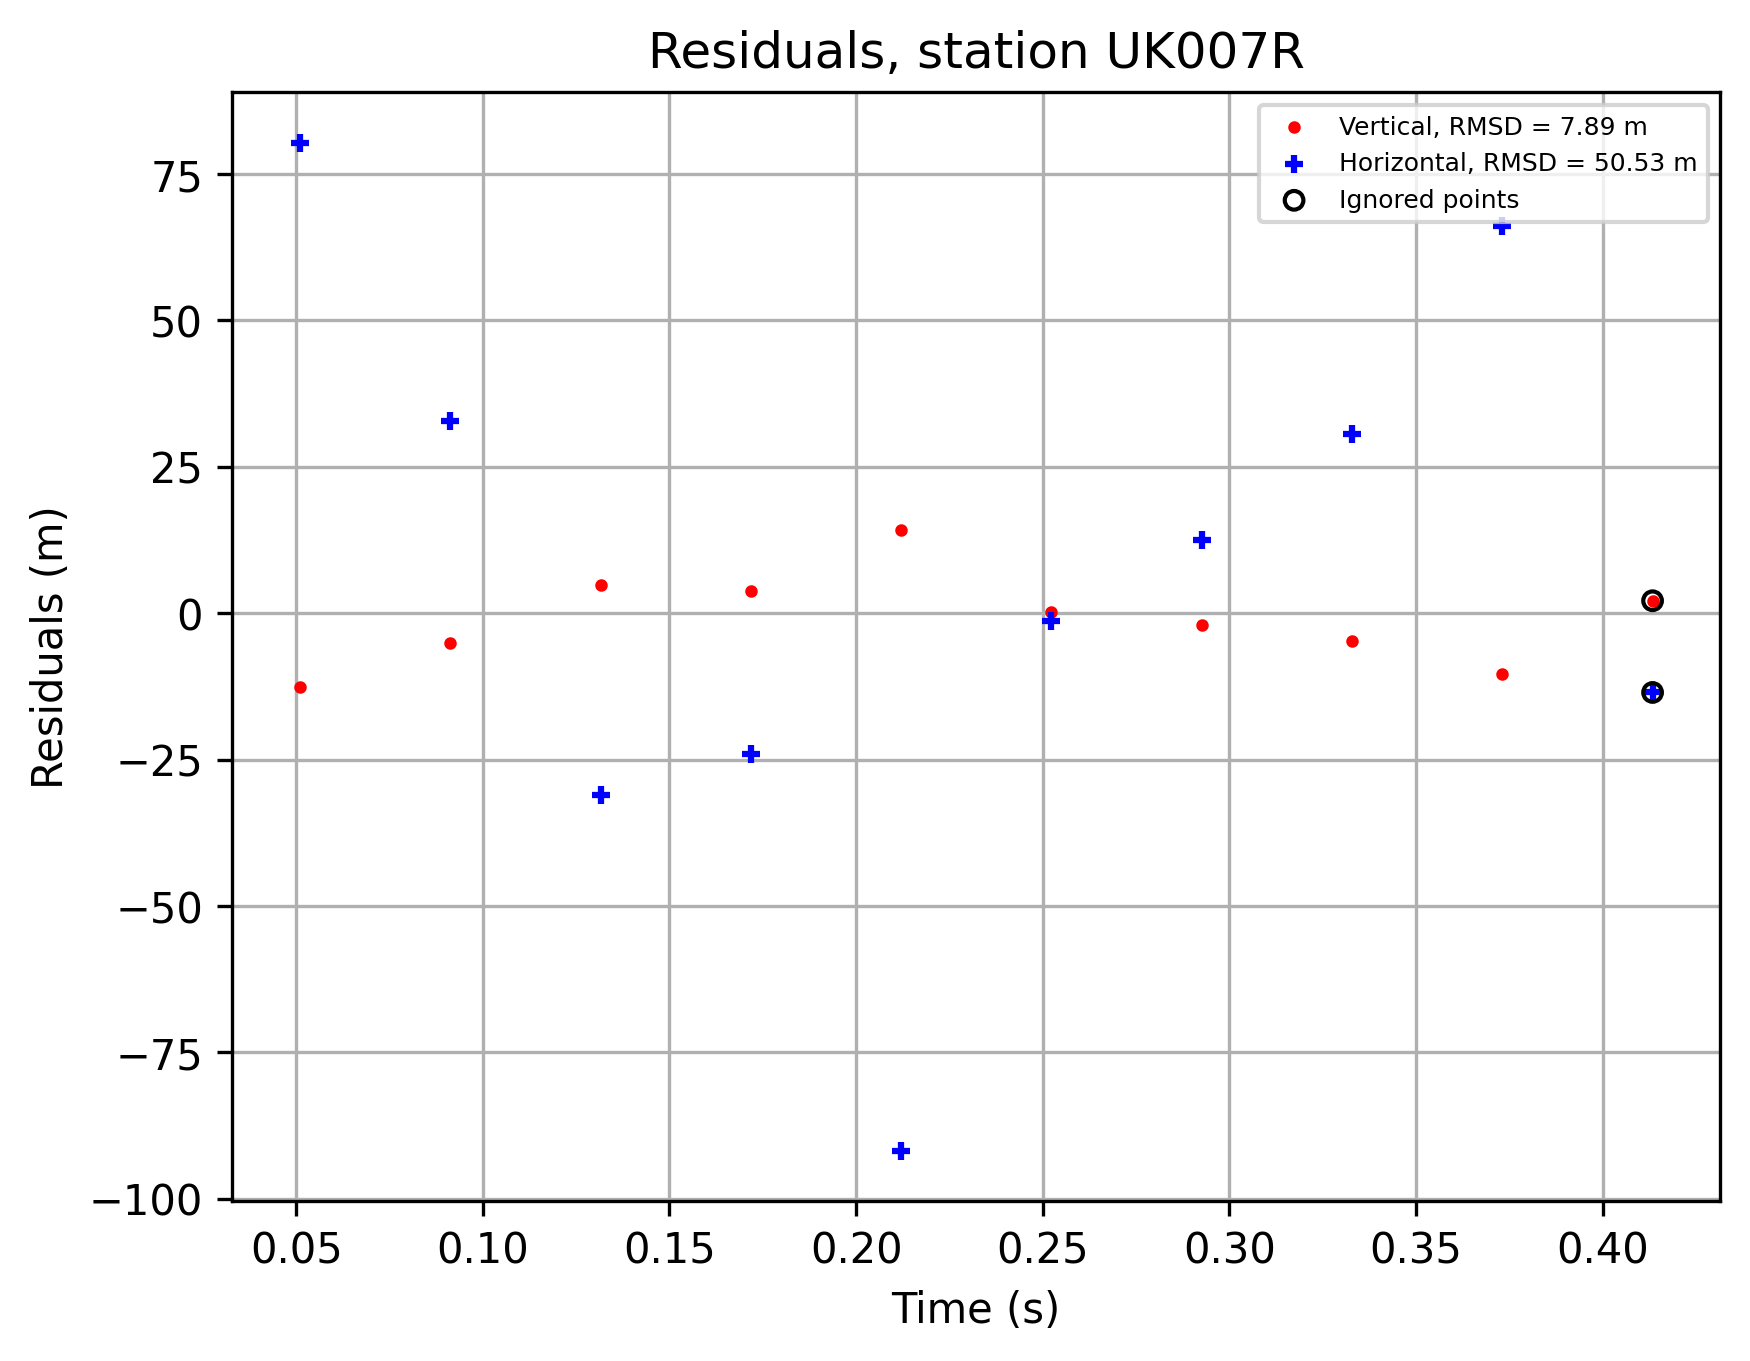 Residuals, station UK007R
Vertical, RMSD = 7.89 m
Horizontal, RMSD = 50.53 m
Ignored points
75
50
25
0
−25
−50
−75
−100
Residuals (m)
0.05 0.10 0.15 0.20 0.25 0.30 0.35 0.40
Time (s)